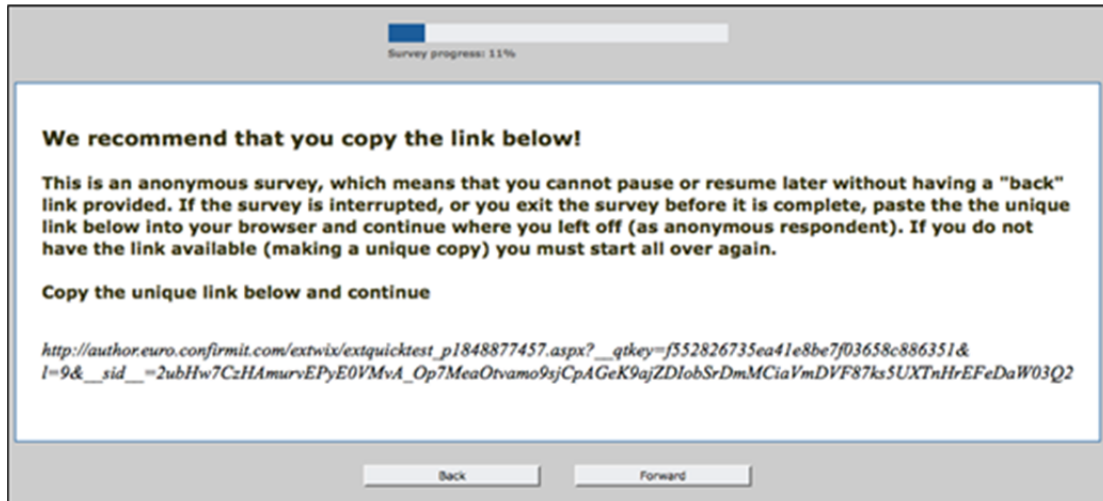 Survey progress: 11%
We recommend that you copy the link below!
This is an anonymous survey, which means that you cannot pause or resume later without having a "back"
link provided. If the survey is interrupted, or you exit the survey before it is complete, paste the the unique
link below into your browser and continue where you left off (as anonymous respondent). If you do not
have the link available (making a unique copy) you must start all over again.
Copy the unique link below and continue
http://author.euro.confirmit.com/extwix/extquicktest_p1848877457.aspx?__qtkey=f552826735ea41e8be7f03658c886351&
l=9&__sid__=2ubHw7CzHAmurvEPyE0VMvA_Op7MeaOtvamo9sjCpAGeK9ajZDIobSrDmMCiaVmDVF87ks5UXTnHrEFeDaW03Q2
Back
Forward